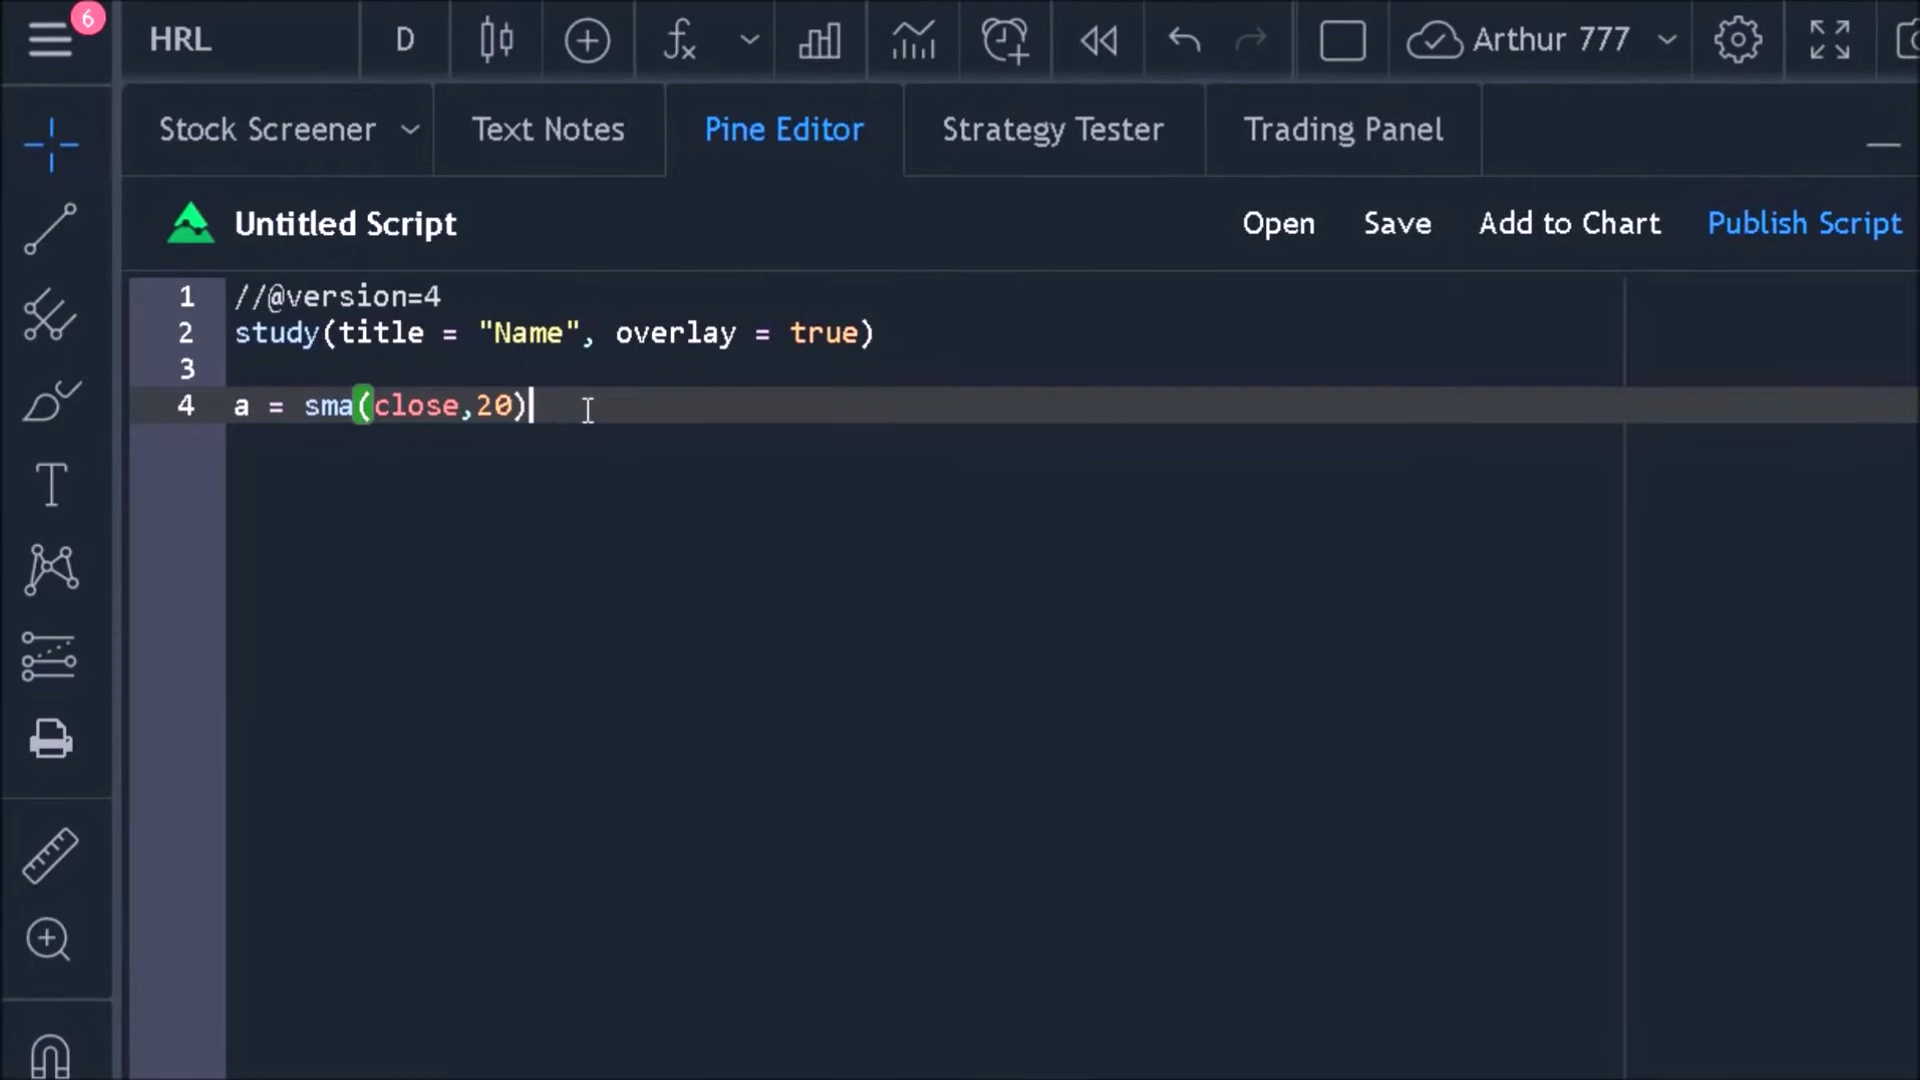 6
HRL D fx Arthur 777
Stock Screener Text Notes Pine Editor Strategy Tester Trading Panel
Untitled Script Open Save Add to Chart Publish Script
1 //@version=4
2 study(title = "Name", overlay = true)
3
4 a = sma(close,20)
T